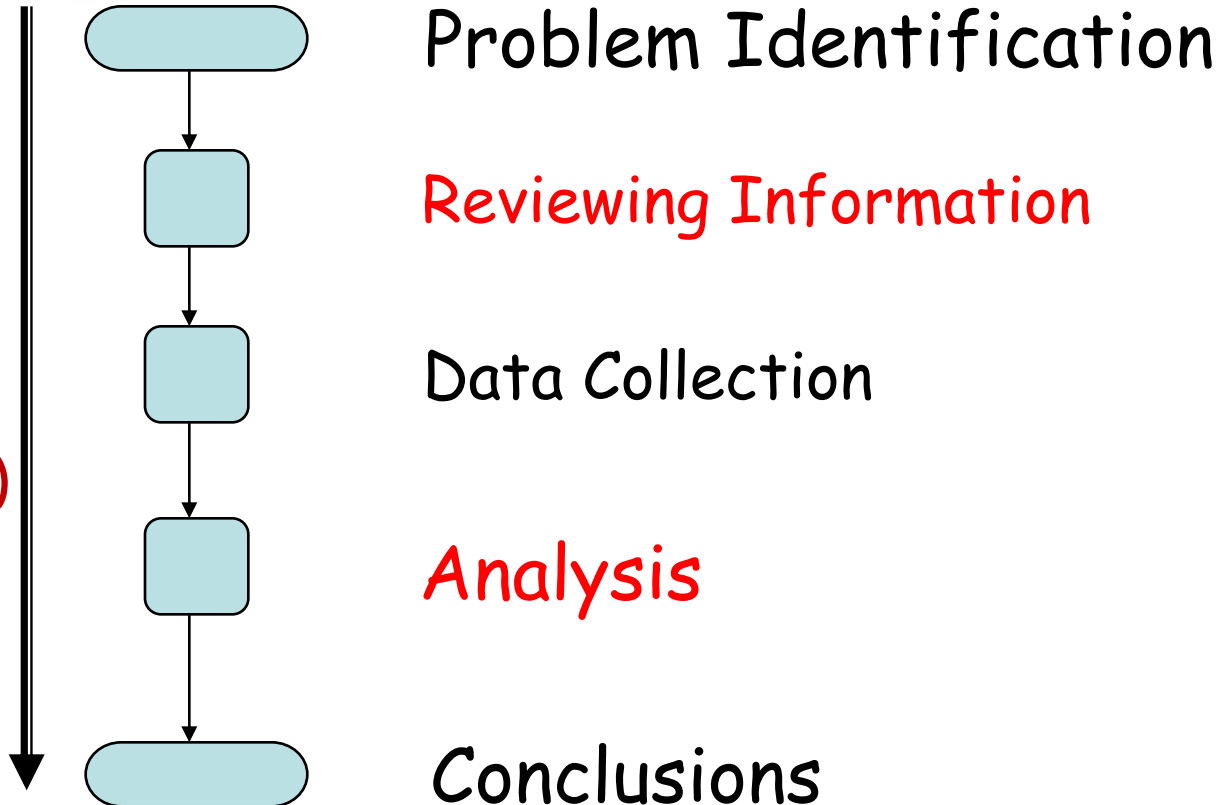 Problem Identification
Reviewing Information
Data Collection
)
Analysis
Conclusions